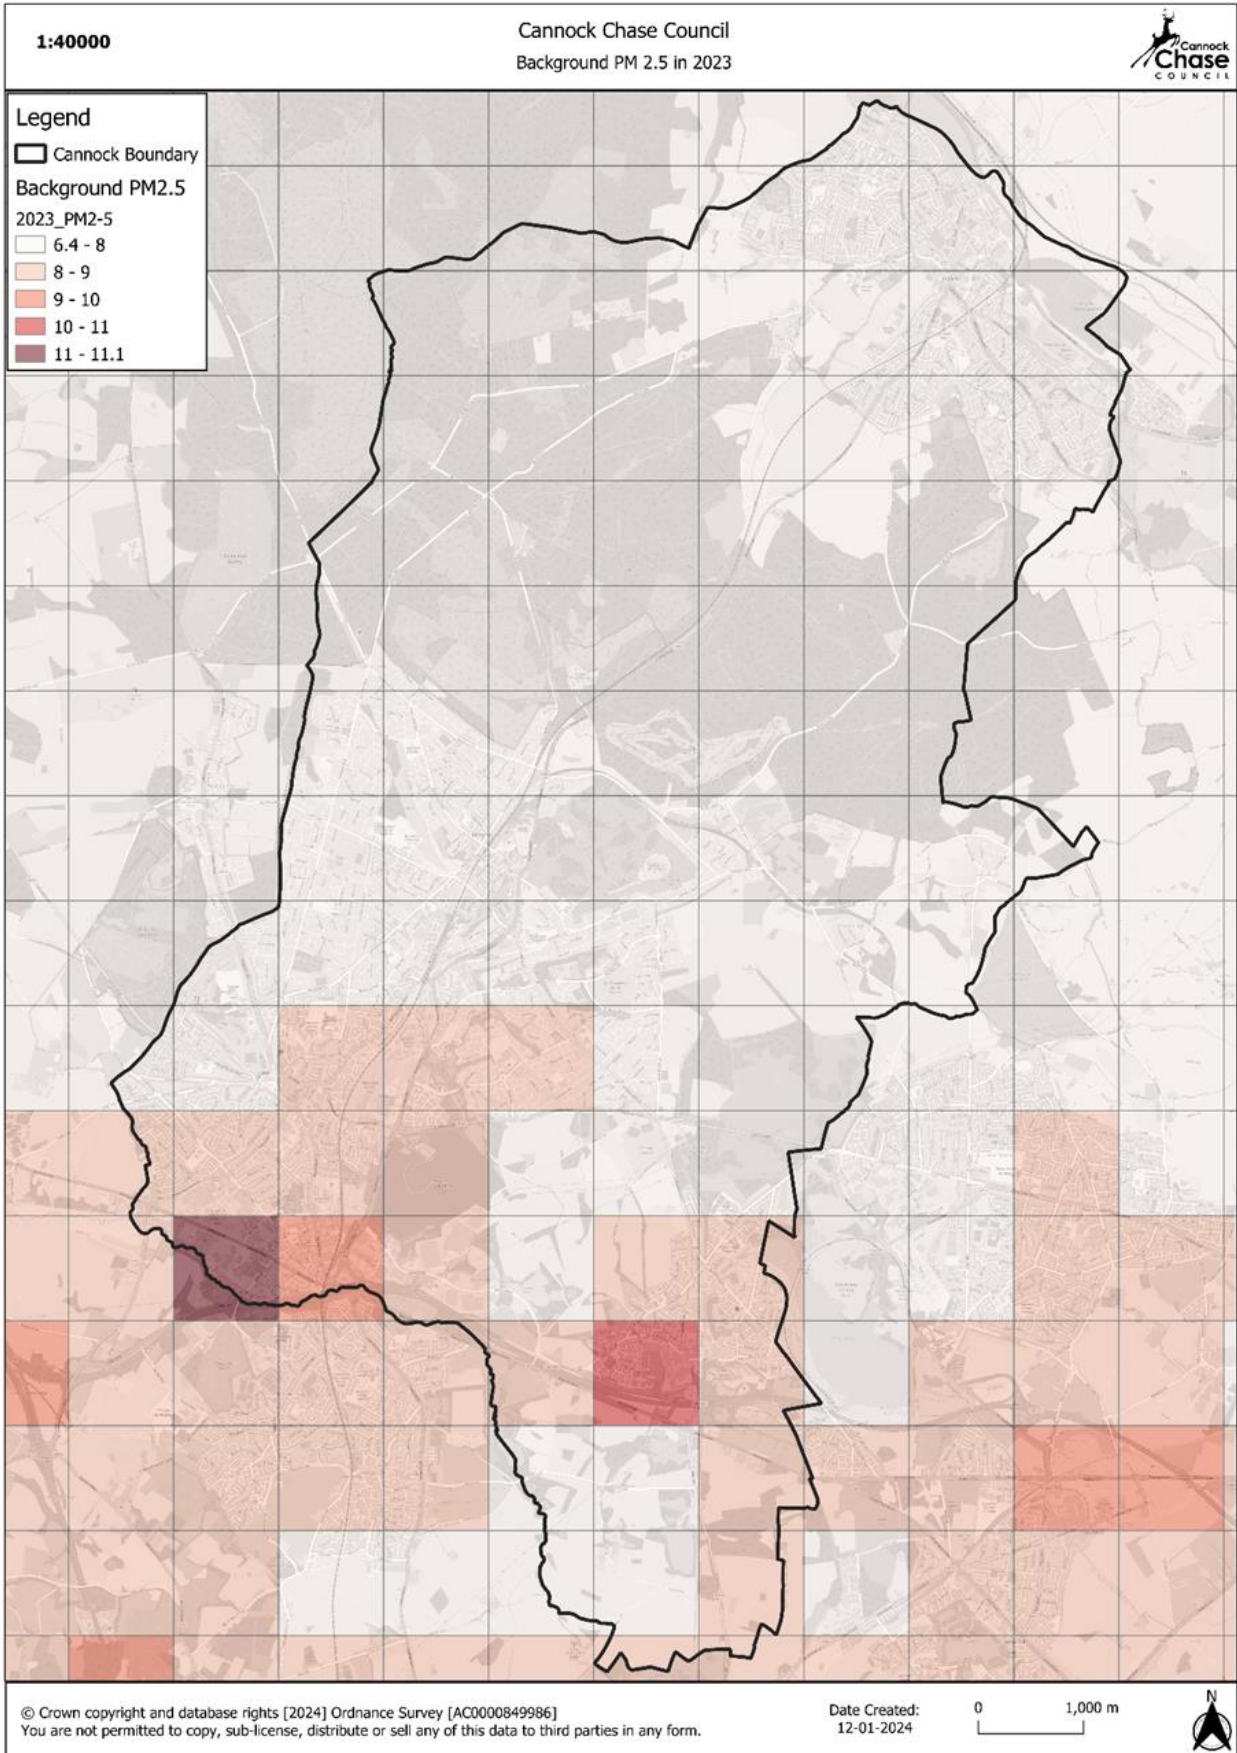 1:40000
Cannock Chase Council
Background PM 2.5 in 2023
Cannock
Chase
COUNCIL
Legend
Cannock Boundary
Background PM2.5
2023_PM2-5
6.4 - 8
8 - 9
9 - 10
10 - 11
11 - 11.1
© Crown copyright and database rights [2024] Ordnance Survey [AC0000849986]
You are not permitted to copy, sub-license, distribute or sell any of this data to third parties in any form.
Date Created:
12-01-2024
0 1,000 m
N